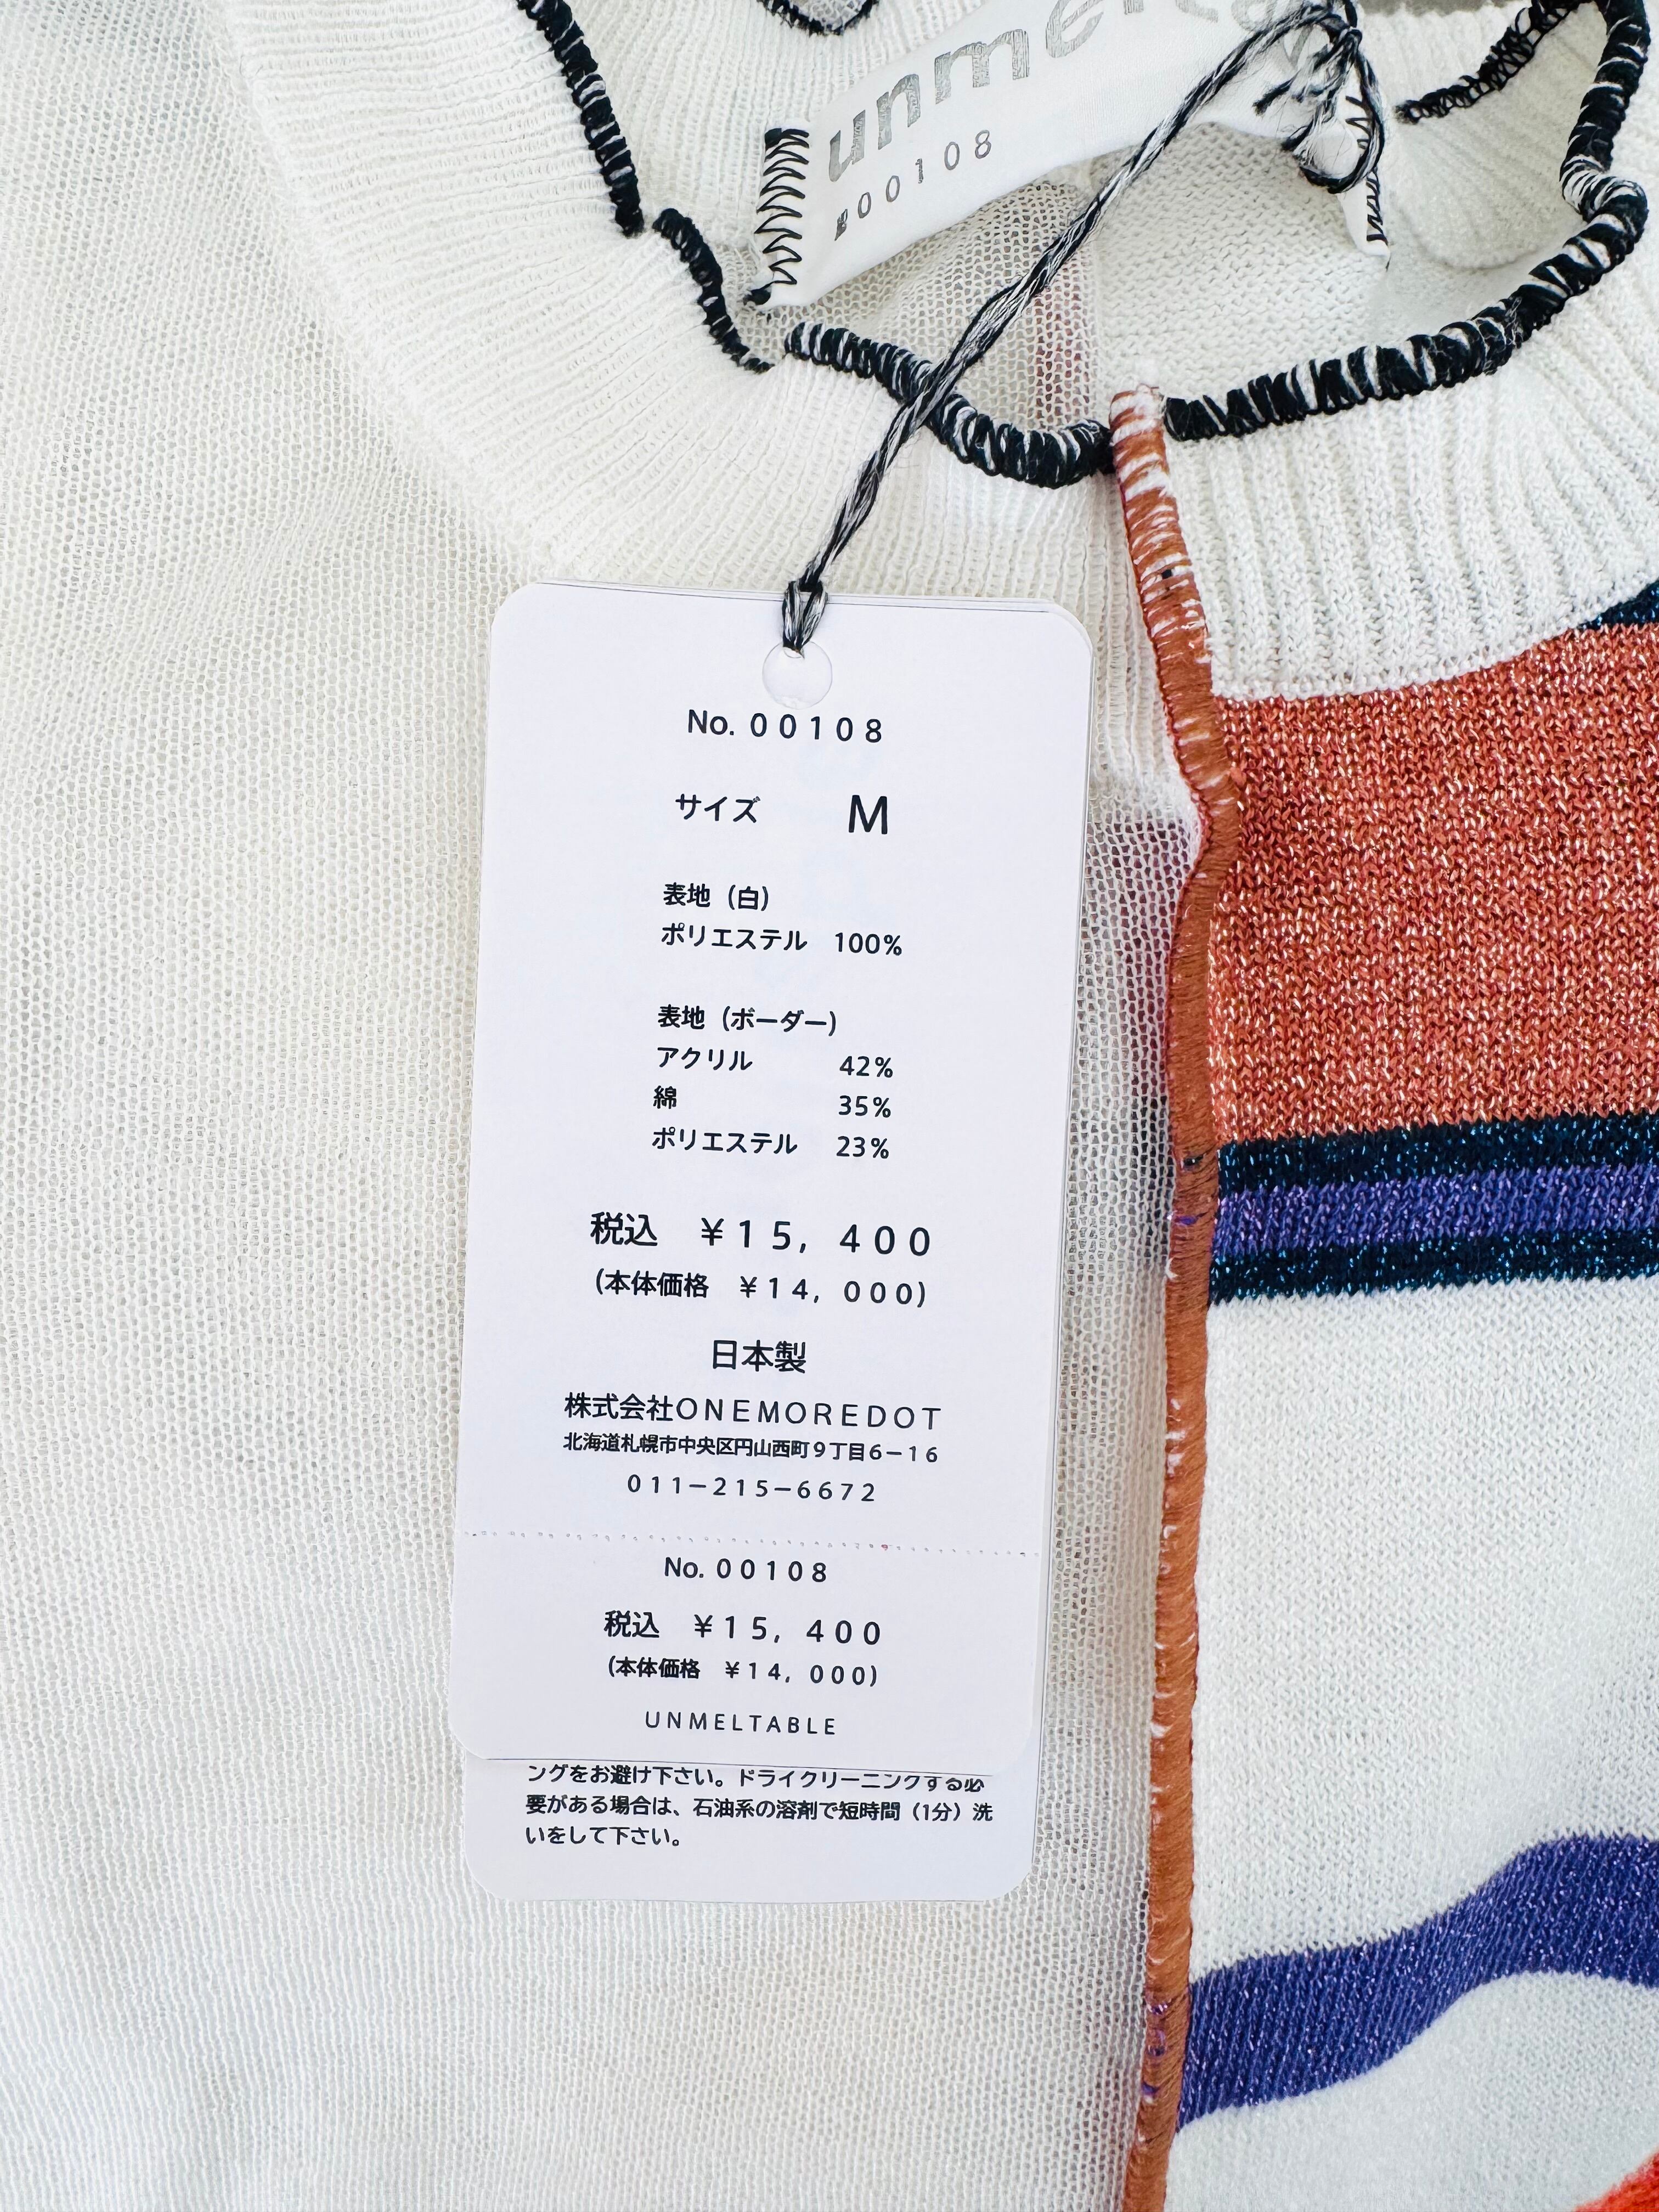 00108
No. 00108
サイズ M
表地（白）
ポリエステル 100%
表地（ボーダー）
アクリル 42%
綿 35%
ポリエステル 23%
税込 ¥15,400
(本体価格 ¥14,000)
日本製
株式会社ONEMOREDOT
北海道札幌市中央区円山西町9丁目6-16
011-215-6672
No. 00108
税込 ¥15,400
(本体価格 ¥14,000)
UNMELTABLE
ングをお避け下さい。ドライクリーニングする必
要がある場合は、石油系の溶剤で短時間（1分）洗
いをして下さい。